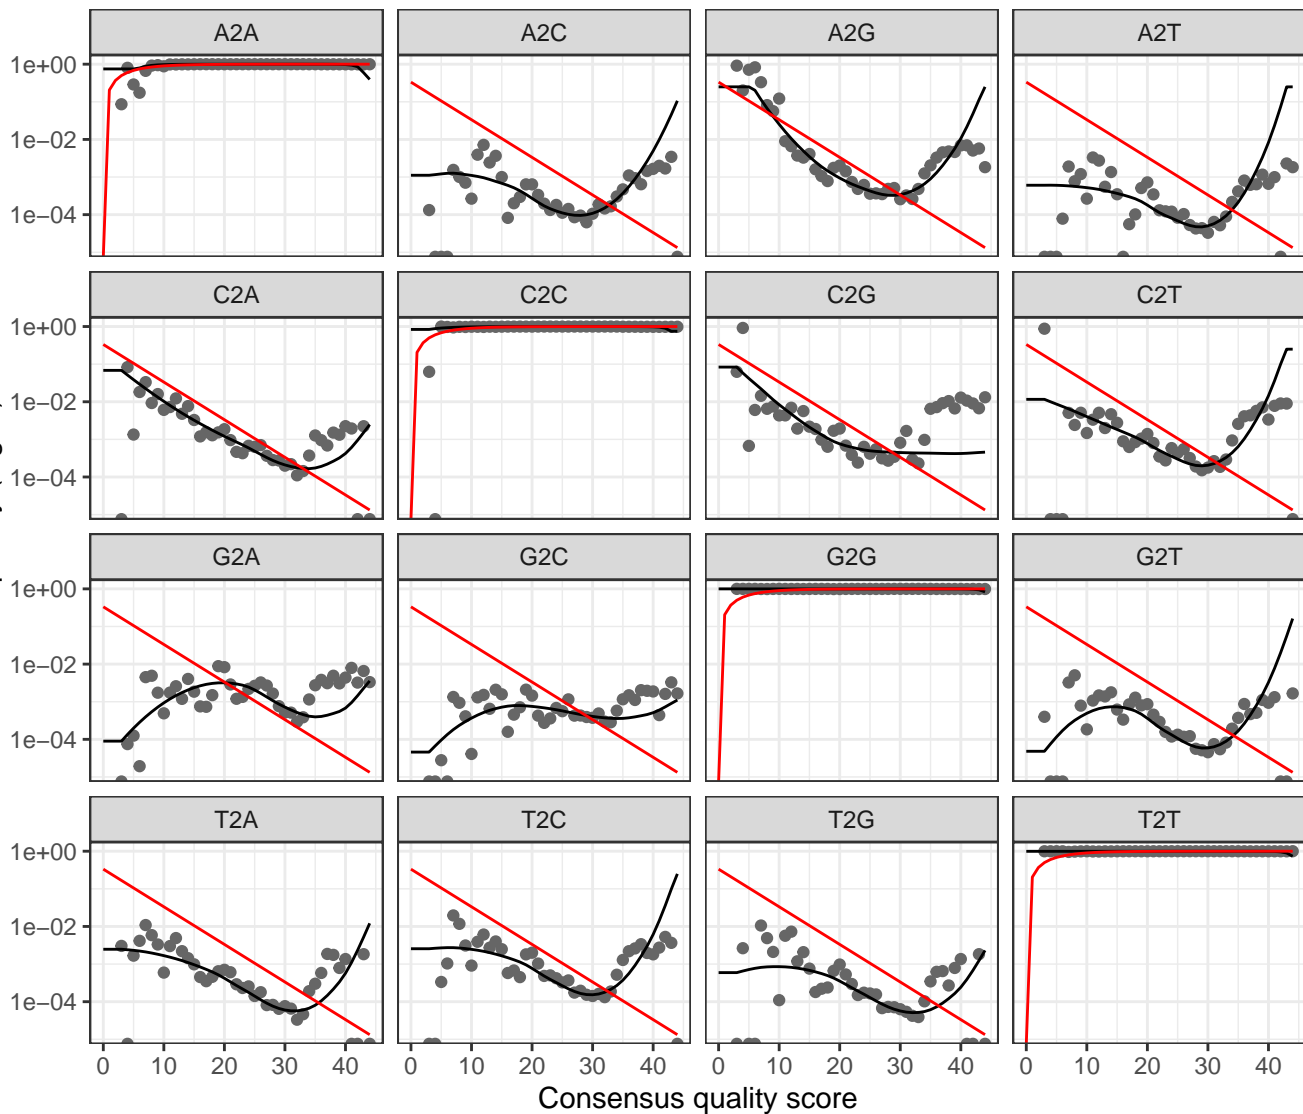 A2A A2C A2G A2T
1e+00
1e−02
1e−04
C2A C2C C2G C2T
1e+00
1e−02
1e−04
G2A G2C G2G G2T
1e+00
1e−02
1e−04
T2A T2C T2G T2T
1e+00
1e−02
1e−04
0 10 20 30 40 0 10 20 30 40 0 10 20 30 40 0 10 20 30 40
Consensus quality score